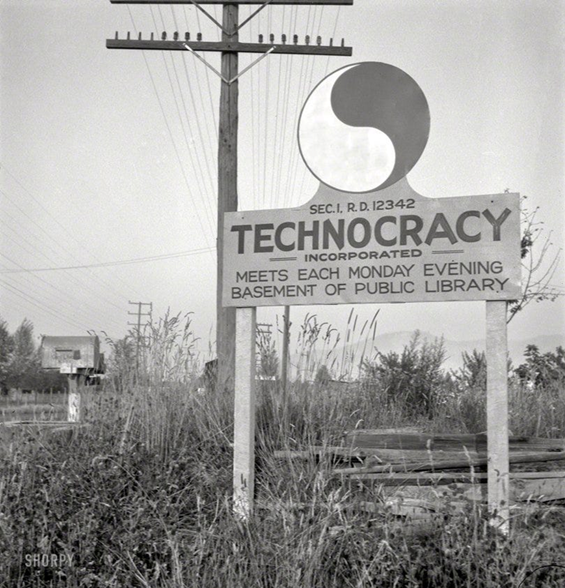 SEC. 1, R. D. 12342
TECHNOCRACY
INCORPORATED
MEETS EACH MONDAY EVENING
BASEMENT OF PUBLIC LIBRARY
SHORPY